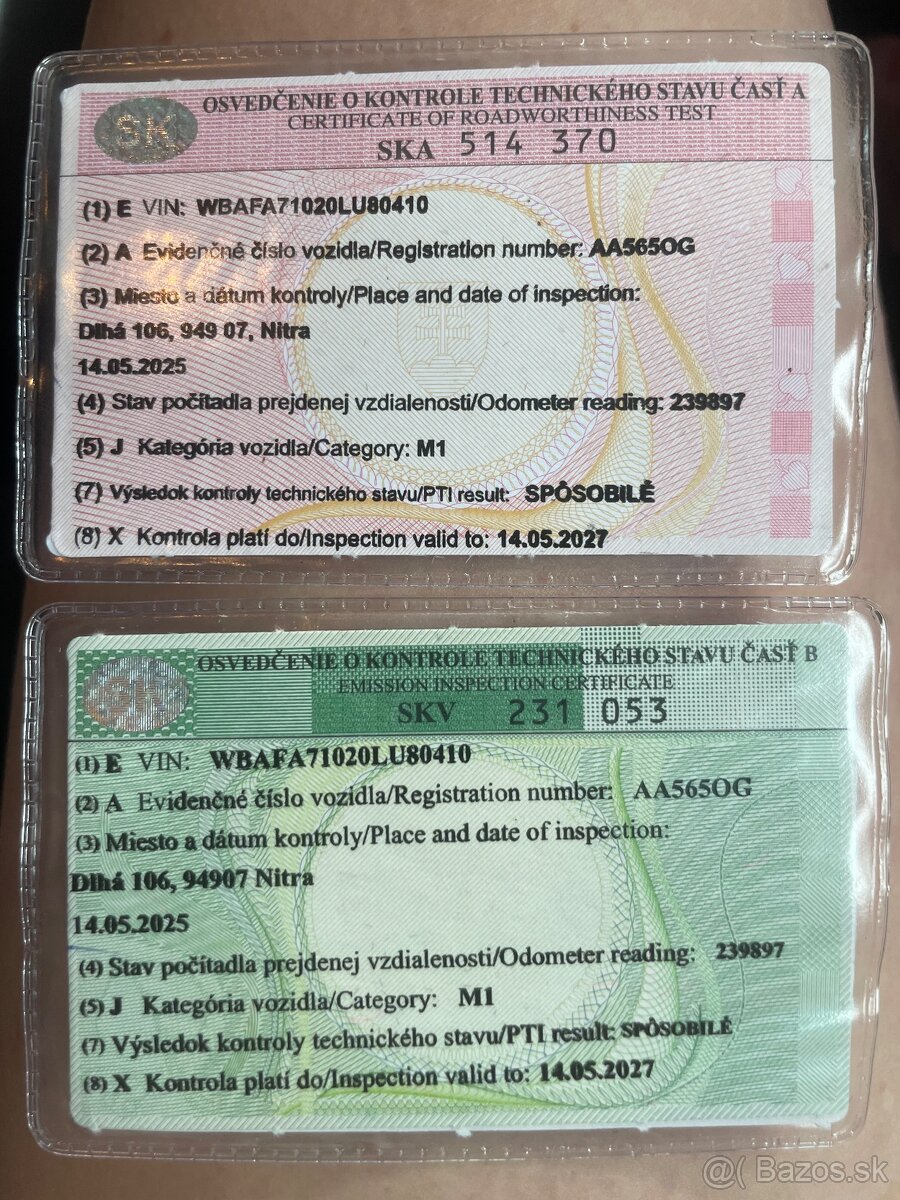 SK
OSVEDČENIE O KONTROLE TECHNICKÉHO STAVU ČASŤ A
CERTIFICATE OF ROADWORTHINESS TEST
SKA 514 370
(1) E VIN: WBAFA71020LU80410
(2) A Evidenčné číslo vozidla/Registration number: AA565OG
(3) Miesto a dátum kontroly/Place and date of inspection:
Dlhá 106, 949 07, Nitra
14.05.2025
(4) Stav počítadla prejdenej vzdialenosti/Odometer reading: 239897
(5) J Kategória vozidla/Category: M1
(7) Výsledok kontroly technického stavu/PTI result: SPÔSOBILÉ
(8) X Kontrola platí do/Inspection valid to: 14.05.2027
SK
OSVEDČENIE O KONTROLE TECHNICKÉHO STAVU ČASŤ B
EMISSION INSPECTION CERTIFICATE
SKV 231 053
(1) E VIN: WBAFA71020LU80410
(2) A Evidenčné číslo vozidla/Registration number: AA565OG
(3) Miesto a dátum kontroly/Place and date of inspection:
Dlhá 106, 94907 Nitra
14.05.2025
(4) Stav počítadla prejdenej vzdialenosti/Odometer reading: 239897
(5) J Kategória vozidla/Category: M1
(7) Výsledok kontroly technického stavu/PTI result: SPÔSOBILÉ
(8) X Kontrola platí do/Inspection valid to: 14.05.2027
@( Bazos.sk